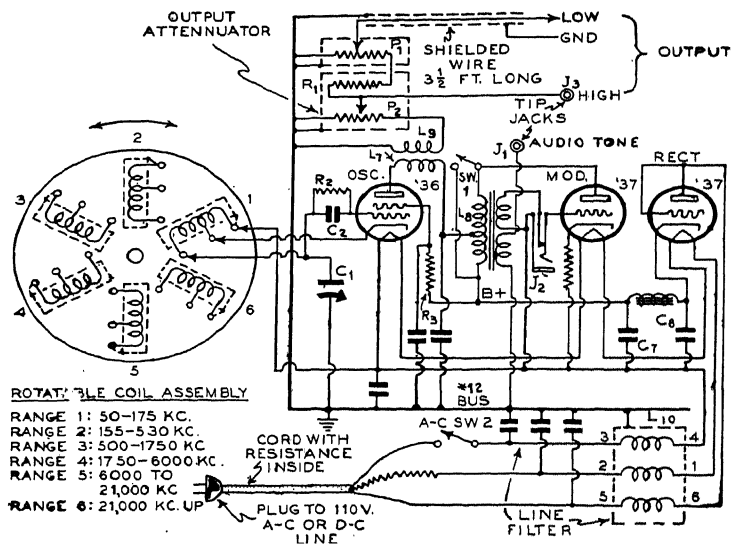 OUTPUT
ATTENNUATOR
LOW
GND
SHIELDED
WIRE
3 1/2 FT. LONG
OUTPUT
P1
R1
P2
J3
HIGH
TIP
JACKS
L9
J1
AUDIO TONE
2
3
1
4
6
5
L7
OSC.
'36
SW.
1
MOD.
'37
RECT
'37
R2
C2
L8
C1
R3
J2
B+
C7
C8
ROTATABLE COIL ASSEMBLY
RANGE 1: 50-175 KC.
RANGE 2: 155-530 KC.
RANGE 3: 500-1750 KC
RANGE 4: 1750-6000 KC.
RANGE 5: 6000 TO
21,000 KC
RANGE 6: 21,000 KC. UP
CORD WITH
RESISTANCE
INSIDE
PLUG TO 110 V.
A-C OR D-C
LINE
#12
BUS
A-C SW2
L10
3
4
2
1
5
6
LINE
FILTER